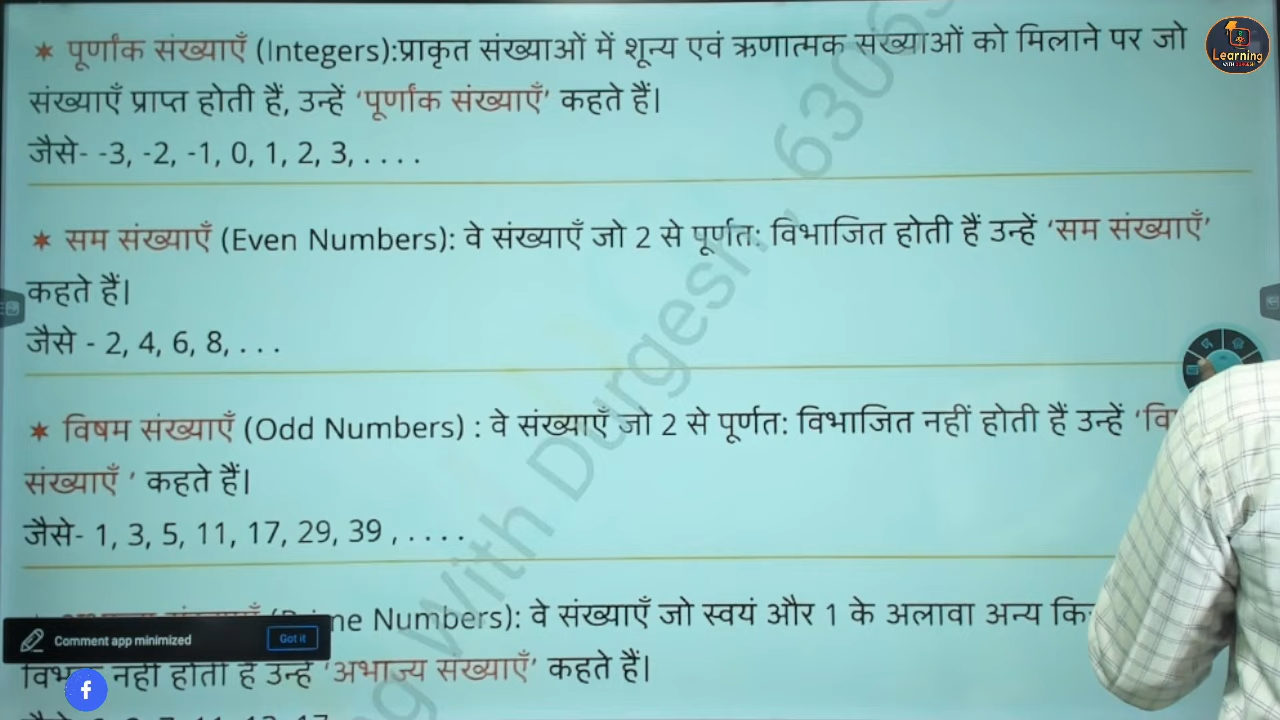 ✶ पूर्णांक संख्याएँ (Integers):प्राकृत संख्याओं में शून्य एवं ऋणात्मक संख्याओं को मिलाने पर जो
संख्याएँ प्राप्त होती हैं, उन्हें ‘पूर्णांक संख्याएँ’ कहते हैं।
जैसे- -3, -2, -1, 0, 1, 2, 3, . . . .
✶ सम संख्याएँ (Even Numbers): वे संख्याएँ जो 2 से पूर्णत: विभाजित होती हैं उन्हें ‘सम संख्याएँ’
कहते हैं।
जैसे - 2, 4, 6, 8, . . .
✶ विषम संख्याएँ (Odd Numbers) : वे संख्याएँ जो 2 से पूर्णत: विभाजित नहीं होती हैं उन्हें
संख्याएँ ’ कहते हैं।
जैसे- 1, 3, 5, 11, 17, 29, 39 , . . . .
Numbers): वे संख्याएँ जो स्वयं और 1 के अलावा अन्य
नहीं होती हैं उन्हें ‘अभाज्य संख्याएँ’ कहते हैं।
Comment app minimized
Got it
Learning
With Durgesh, 63063
f